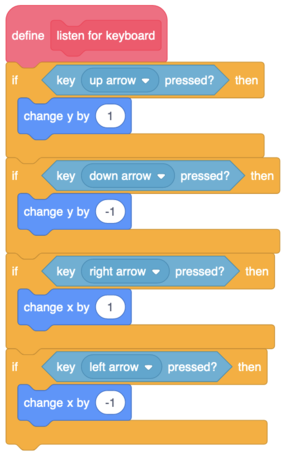 define listen for keyboard
if key up arrow pressed? then
change y by 1
if key down arrow pressed? then
change y by -1
if key right arrow pressed? then
change x by 1
if key left arrow pressed? then
change x by -1